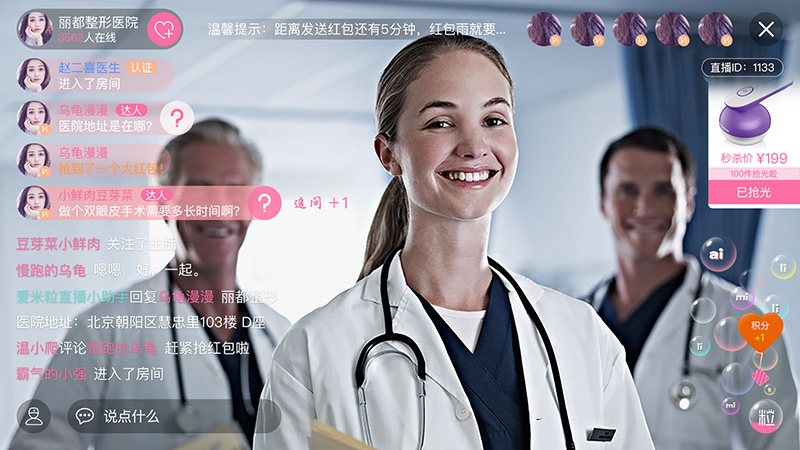 丽都整形医院
3562人在线
温馨提示：距离发送红包还有5分钟，红包雨就要...
直播ID：1133
赵二喜医生 认证
进入了房间
乌龟漫漫 达人
医院地址是在哪？
?
乌龟漫漫
抢到了一个大红包！
小鲜肉豆芽菜 达人
做个双眼皮手术需要多长时间啊？
?
追问 +1
秒杀价 ¥199
100件抢光啦
已抢光
豆芽菜小鲜肉 关注了主播
慢跑的乌龟 嗯嗯，好，一起。
爱米粒直播小助手回复乌龟漫漫 丽都整形
医院地址：北京朝阳区慧忠里103楼 D座
温小爬评论慢跑的乌龟 赶紧抢红包啦
霸气的小强 进入了房间
说点什么
ai
li
mi
li
积分
+1
li
li
mi
粒